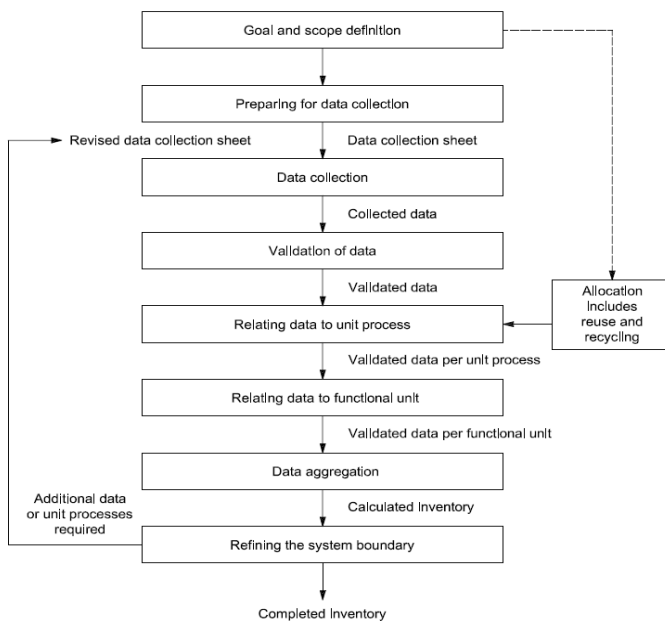 Goal and scope definition
Preparing for data collection
Revised data collection sheet
Data collection sheet
Data collection
Collected data
Validation of data
Validated data
Allocation
includes
reuse and
recycling
Relating data to unit process
Validated data per unit process
Relating data to functional unit
Validated data per functional unit
Data aggregation
Additional data
or unit processes
required
Calculated inventory
Refining the system boundary
Completed inventory